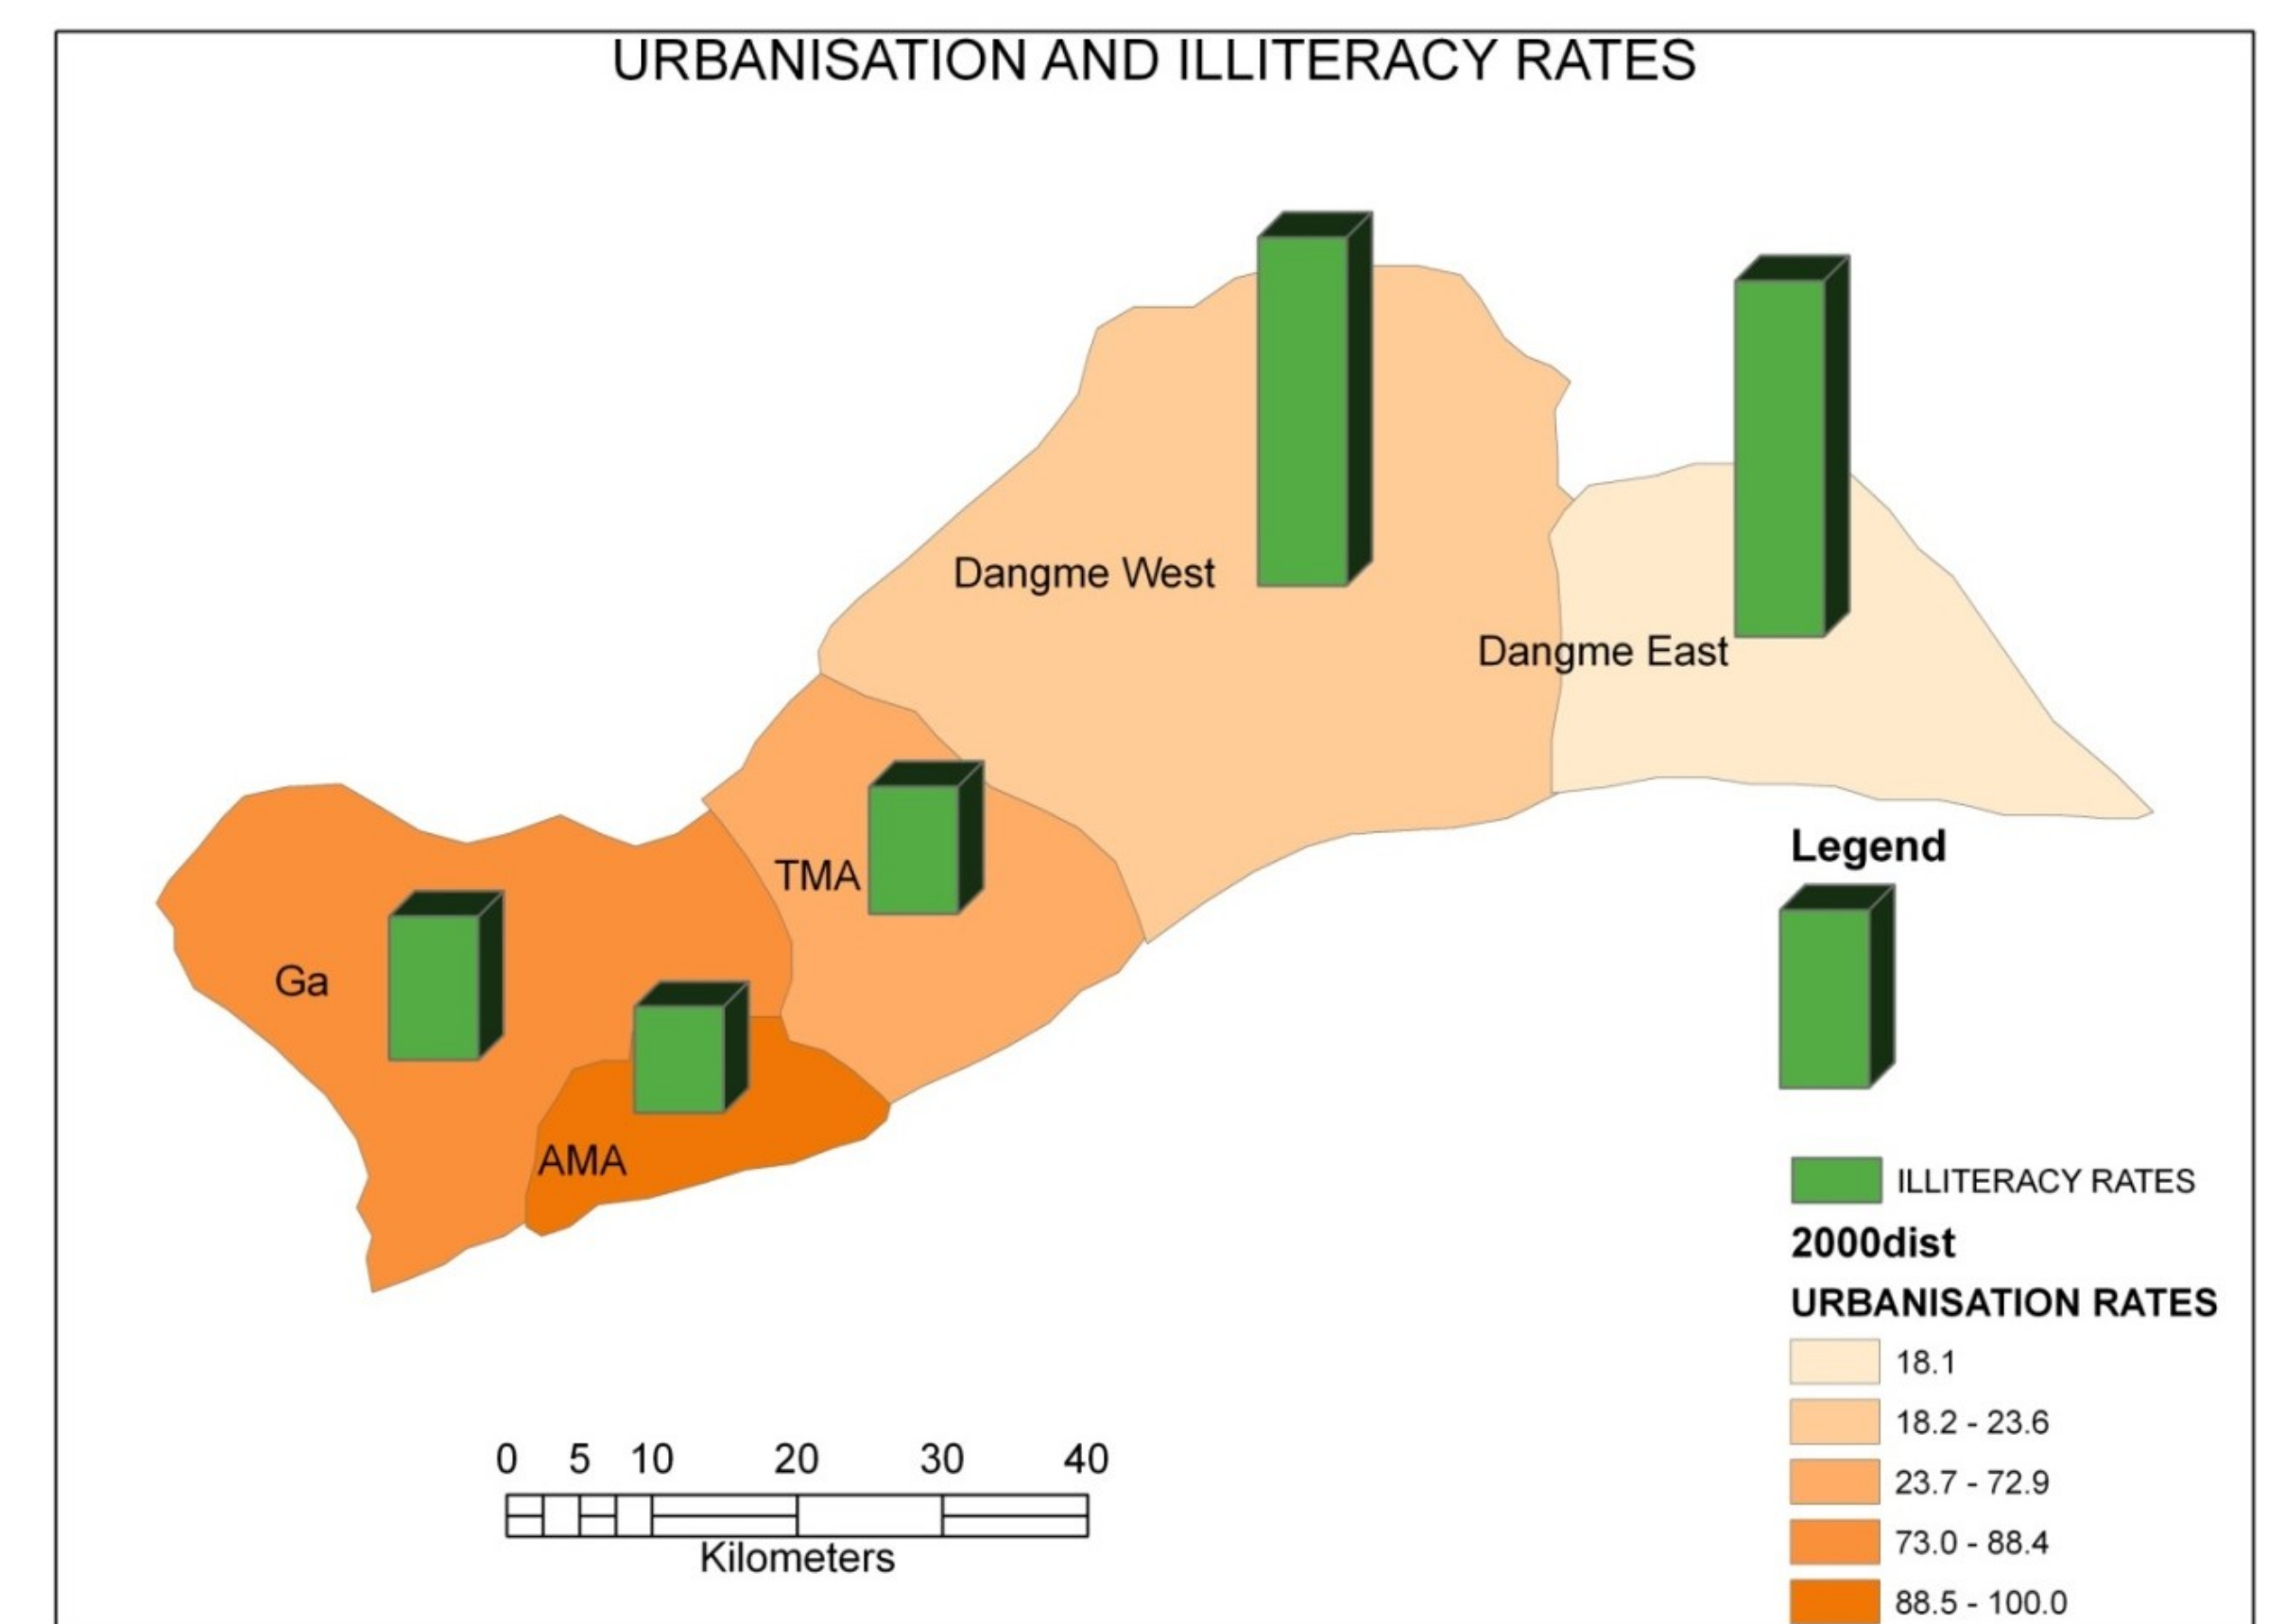 URBANISATION AND ILLITERACY RATES
Dangme West
Dangme East
TMA
Ga
AMA
Legend
ILLITERACY RATES
2000dist
URBANISATION RATES
18.1
18.2 - 23.6
23.7 - 72.9
73.0 - 88.4
88.5 - 100.0
0 5 10 20 30 40
Kilometers